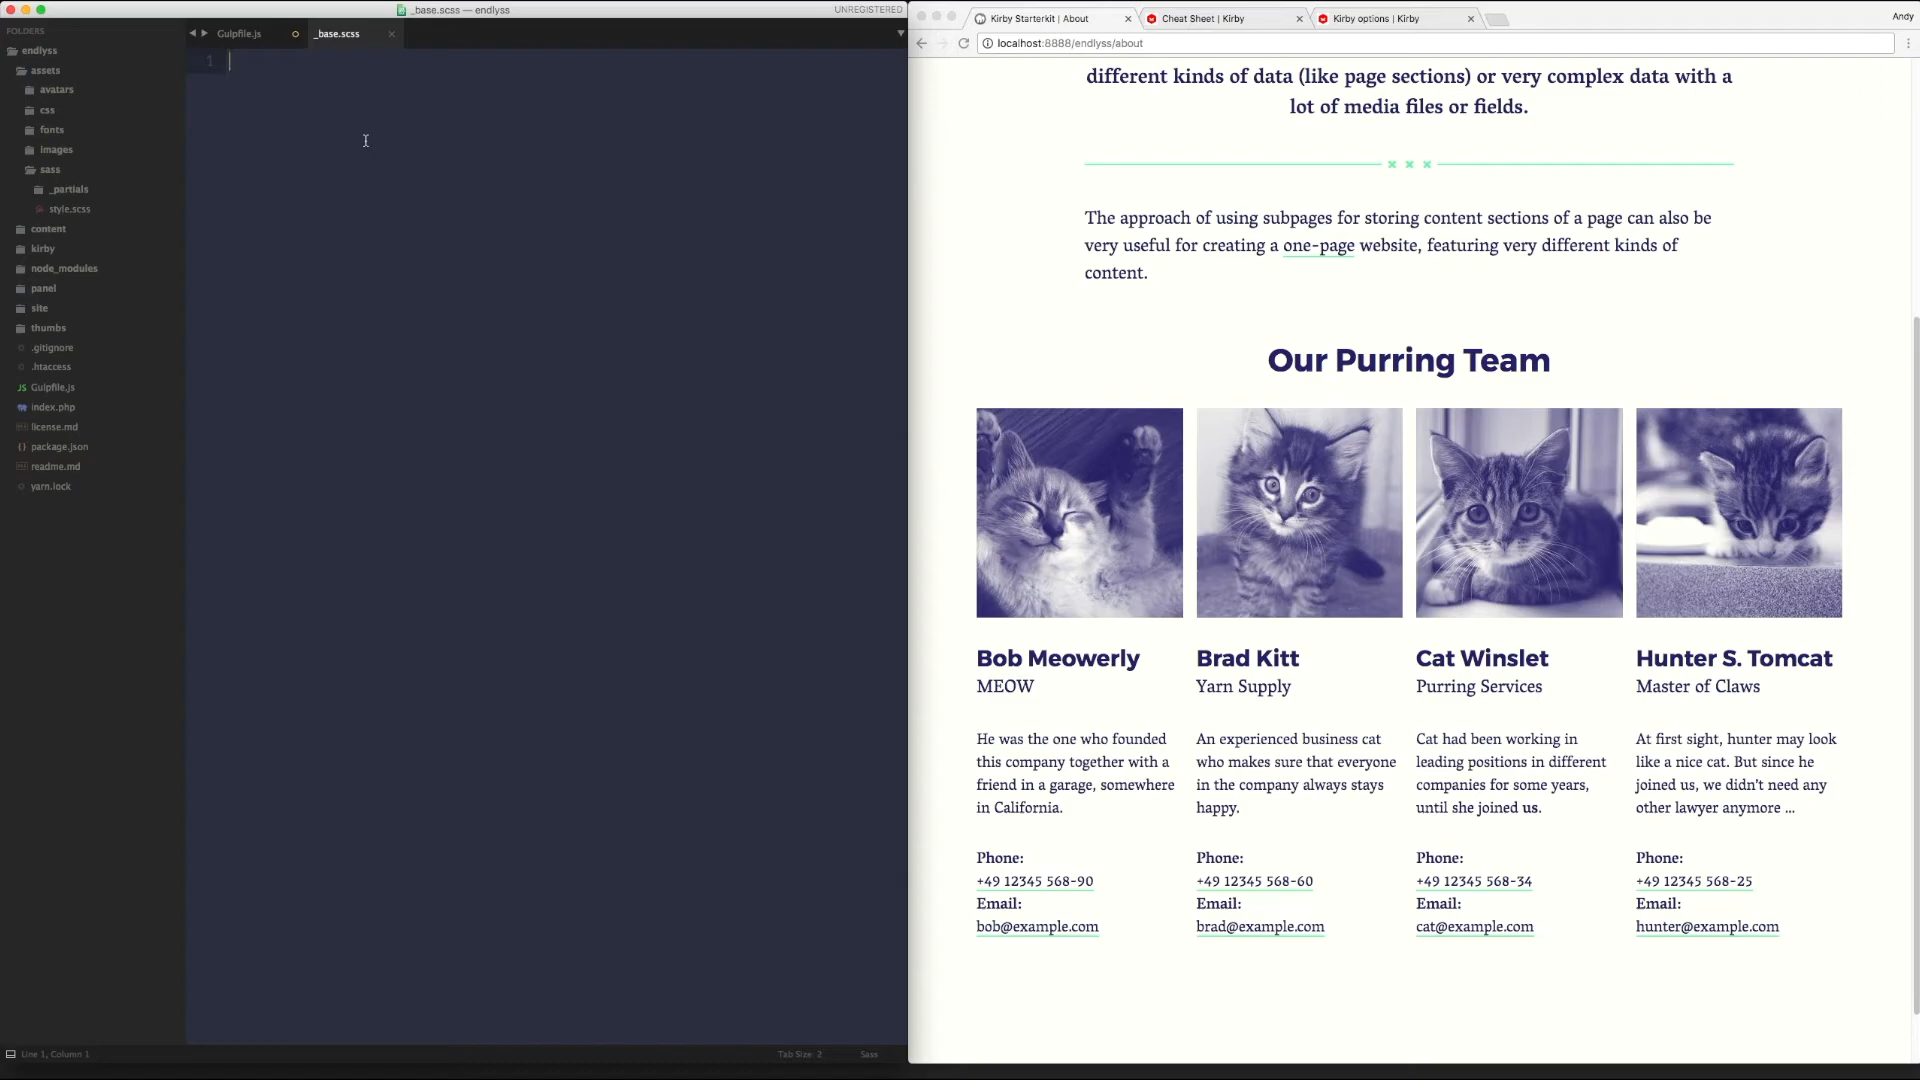 _base.scss — endlyss
UNREGISTERED
FOLDERS
endlyss
assets
avatars
css
fonts
images
sass
_partials
style.scss
content
kirby
node_modules
panel
site
thumbs
.gitignore
.htaccess
JS Gulpfile.js
index.php
license.md
package.json
readme.md
yarn.lock
Gulpfile.js
_base.scss
1
Line 1, Column 1
Tab Size: 2
Sass
Kirby Starterkit | About
Cheat Sheet | Kirby
Kirby options | Kirby
Andy
localhost:8888/endlyss/about
different kinds of data (like page sections) or very complex data with a
lot of media files or fields.
The approach of using subpages for storing content sections of a page can also be
very useful for creating a one-page website, featuring very different kinds of
content.
Our Purring Team
Bob Meowerly
MEOW
He was the one who founded
this company together with a
friend in a garage, somewhere
in California.
Phone:
+49 12345 568-90
Email:
bob@example.com
Brad Kitt
Yarn Supply
An experienced business cat
who makes sure that everyone
in the company always stays
happy.
Phone:
+49 12345 568-60
Email:
brad@example.com
Cat Winslet
Purring Services
Cat had been working in
leading positions in different
companies for some years,
until she joined us.
Phone:
+49 12345 568-34
Email:
cat@example.com
Hunter S. Tomcat
Master of Claws
At first sight, hunter may look
like a nice cat. But since he
joined us, we didn't need any
other lawyer anymore ...
Phone:
+49 12345 568-25
Email:
hunter@example.com